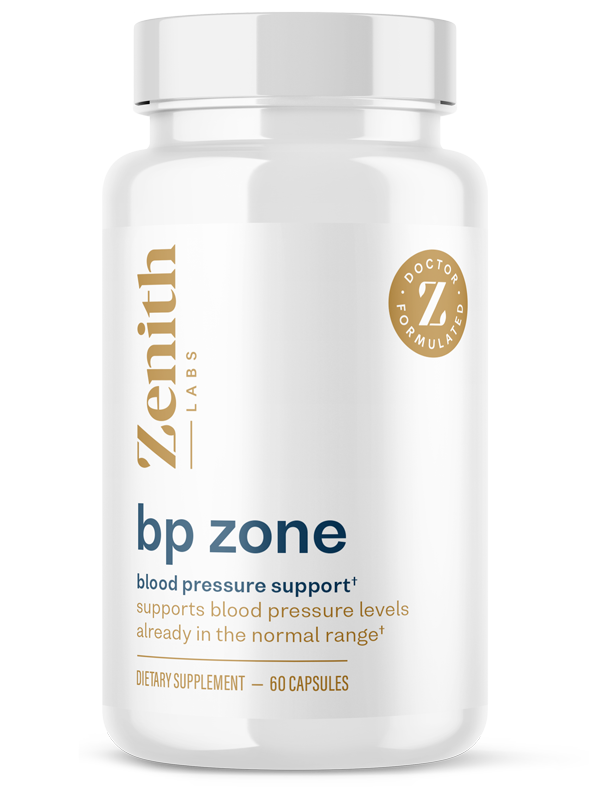 Zenith
LABS
DOCTOR
Z
FORMULATED
bp zone
blood pressure support†
supports blood pressure levels
already in the normal range†
DIETARY SUPPLEMENT — 60 CAPSULES